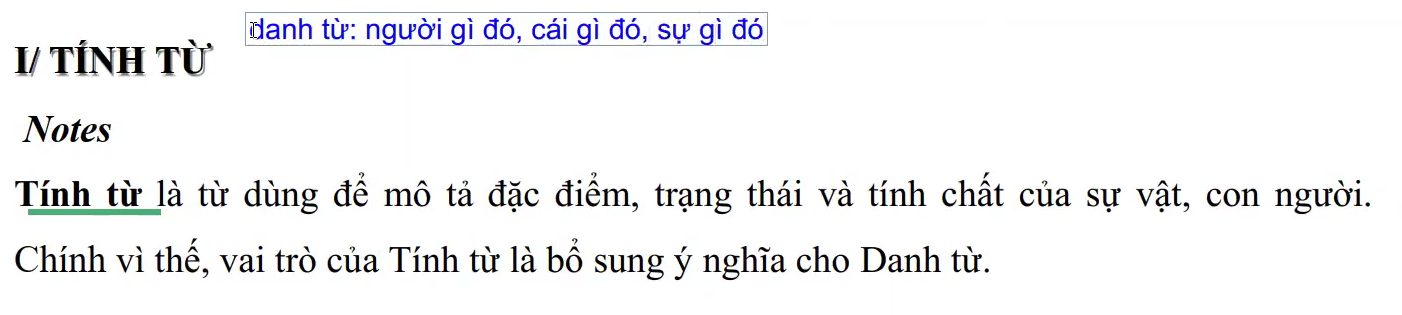 danh từ: người gì đó, cái gì đó, sự gì đó
I/ TÍNH TỪ
Notes
Tính từ là từ dùng để mô tả đặc điểm, trạng thái và tính chất của sự vật, con người.
Chính vì thế, vai trò của Tính từ là bổ sung ý nghĩa cho Danh từ.